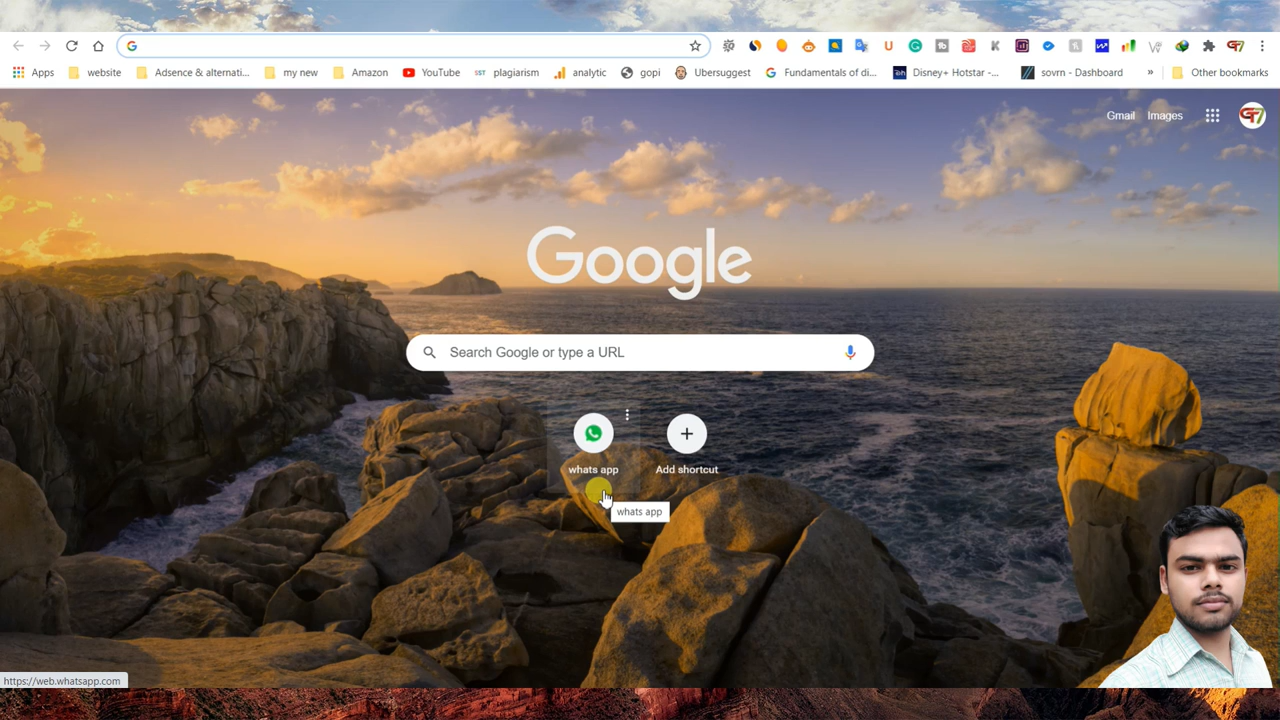 Apps website Adsence & alternati... my new Amazon YouTube SST plagiarism analytic gopi Ubersuggest Fundamentals of di... Disney+ Hotstar -... sovrn - Dashboard » Other bookmarks
Gmail Images
Google
Search Google or type a URL
whats app Add shortcut
whats app
https://web.whatsapp.com